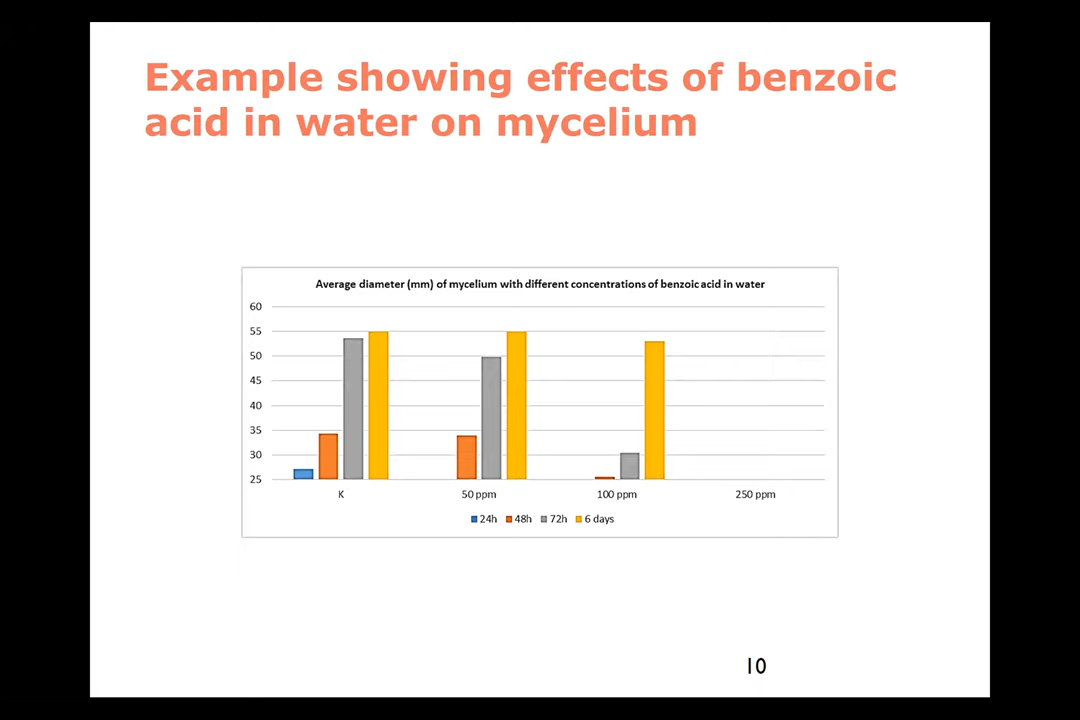 Example showing effects of benzoic
acid in water on mycelium
Average diameter (mm) of mycelium with different concentrations of benzoic acid in water
60
55
50
45
40
35
30
25
K 50 ppm 100 ppm 250 ppm
24h 48h 72h 6 days
10